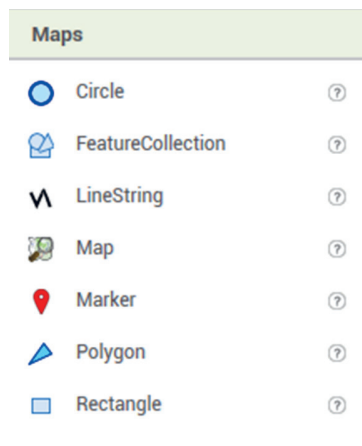 Maps
Circle ?
FeatureCollection ?
LineString ?
Map ?
Marker ?
Polygon ?
Rectangle ?